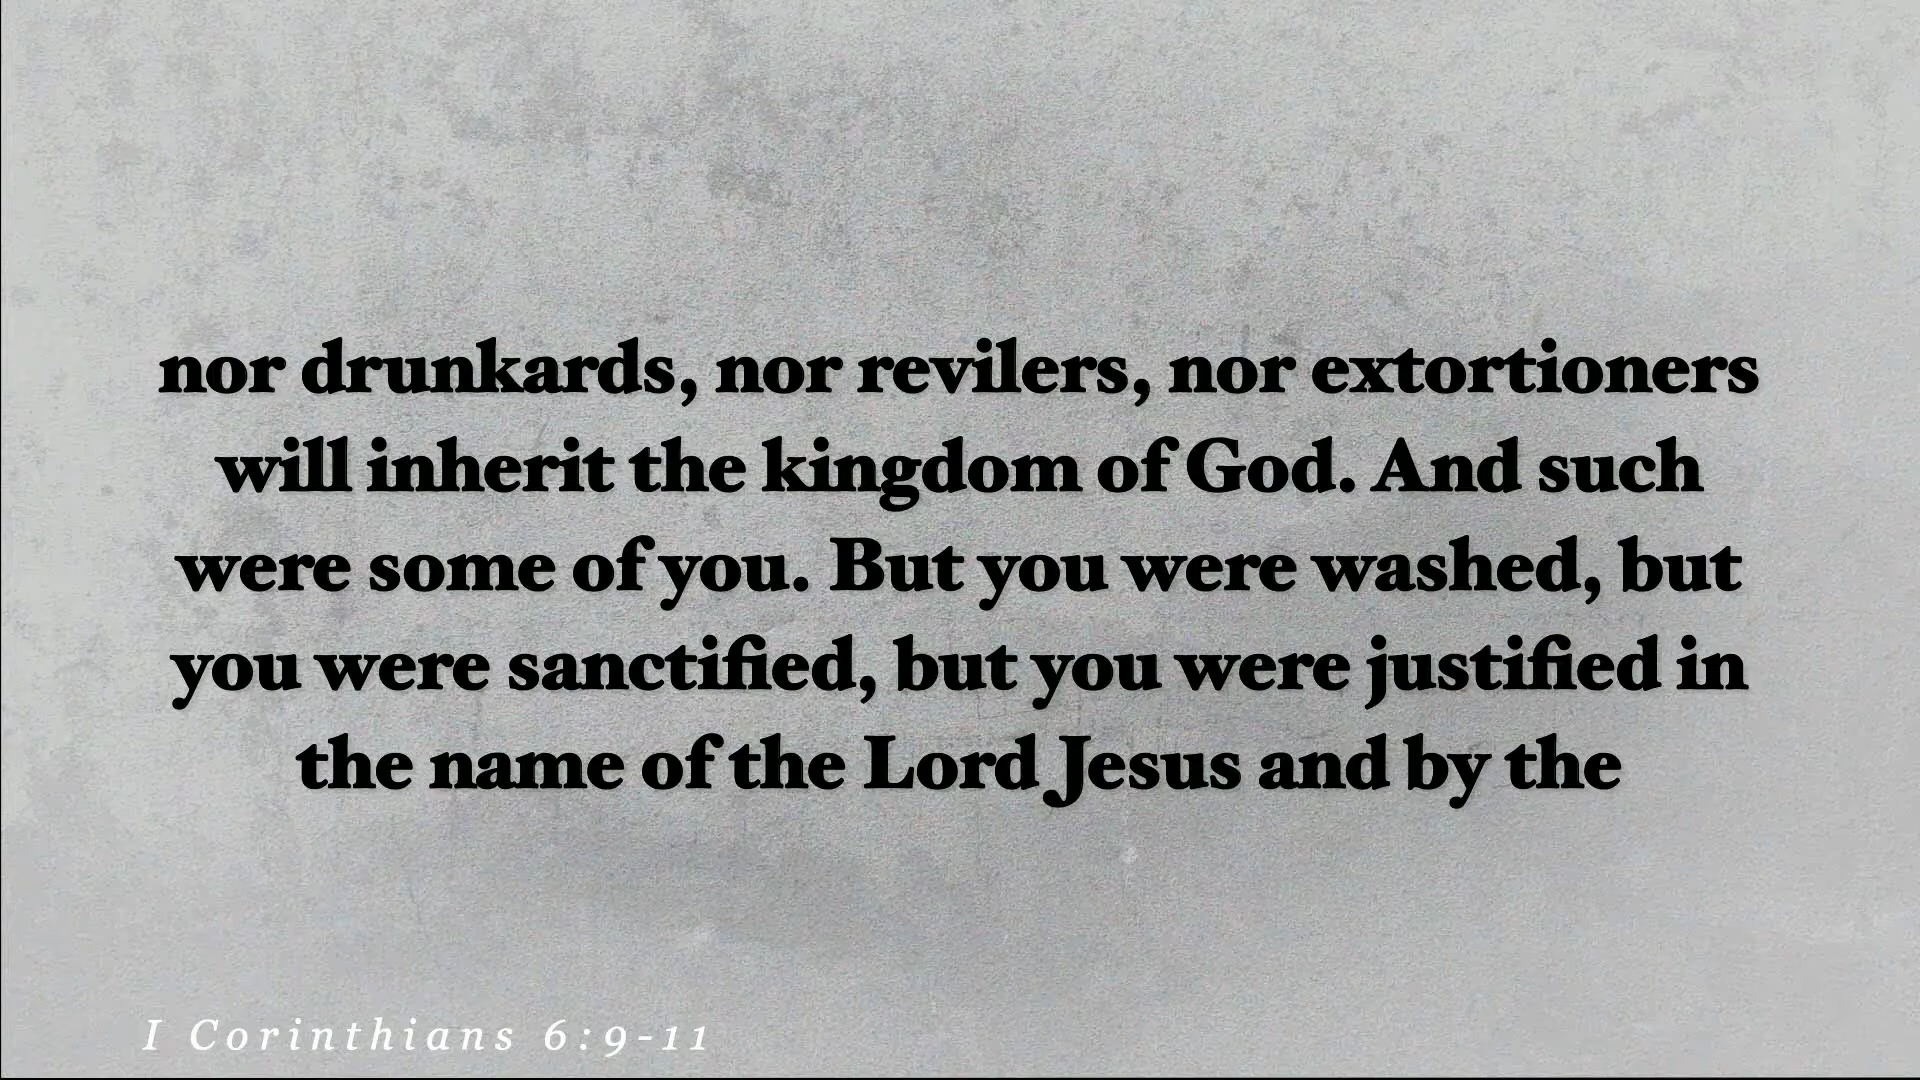 nor drunkards, nor revilers, nor extortioners
will inherit the kingdom of God. And such
were some of you. But you were washed, but
you were sanctified, but you were justified in
the name of the Lord Jesus and by the
I Corinthians 6:9-11